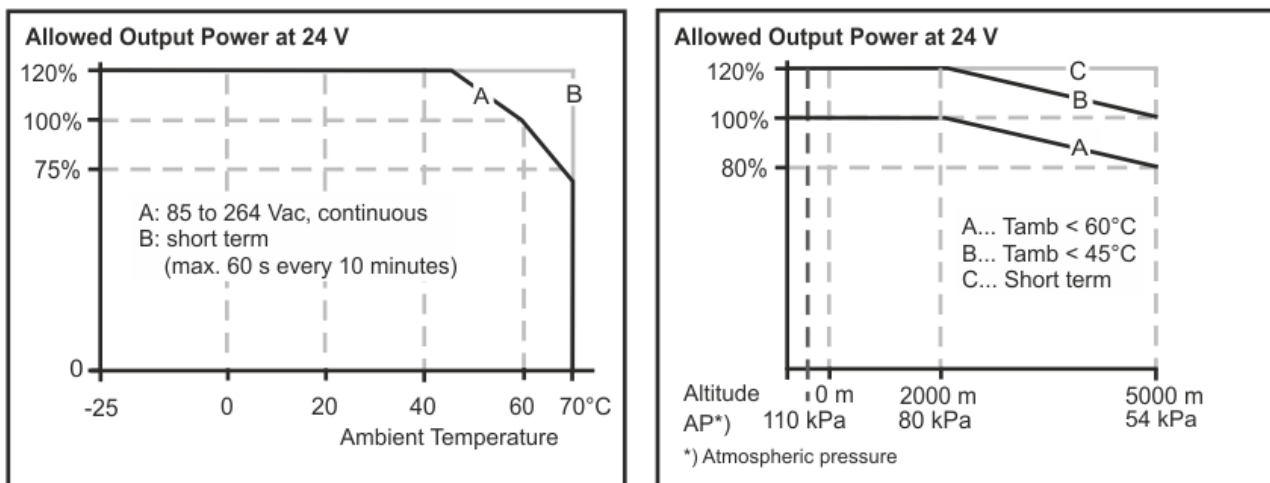 Allowed Output Power at 24 V
120%
A
B
100%
75%
A: 85 to 264 Vac, continuous
B: short term
(max. 60 s every 10 minutes)
0
-25 0 20 40 60 70°C
Ambient Temperature
Allowed Output Power at 24 V
120%
C
B
100%
A
80%
A... Tamb < 60°C
B... Tamb < 45°C
C... Short term
Altitude 0 m 2000 m 5000 m
AP*) 110 kPa 80 kPa 54 kPa
*) Atmospheric pressure